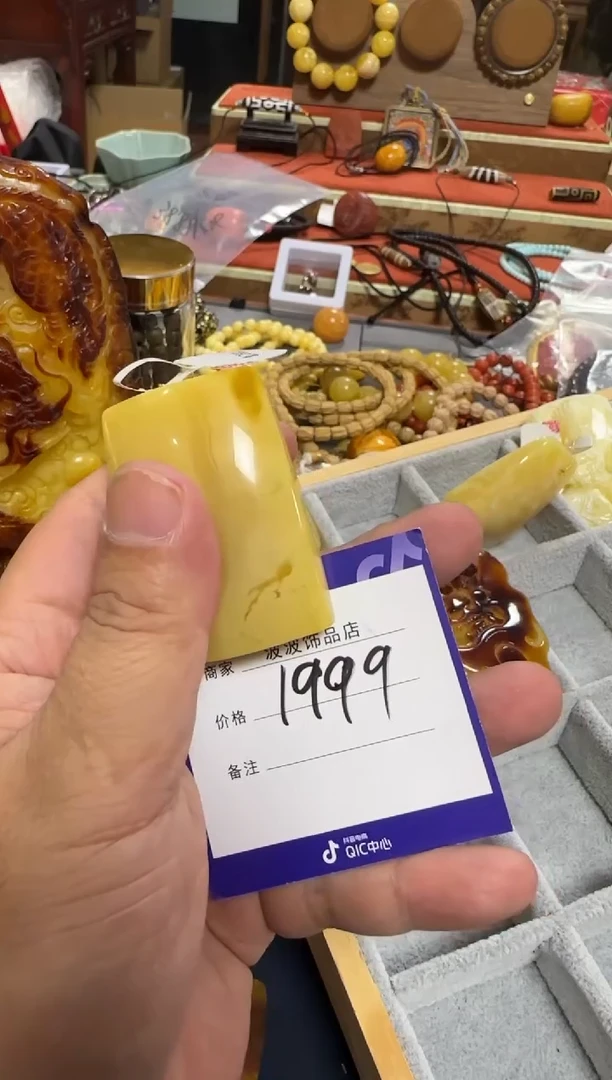 商家 波波饰品店
价格 1999
备注
抖音电商
QIC中心